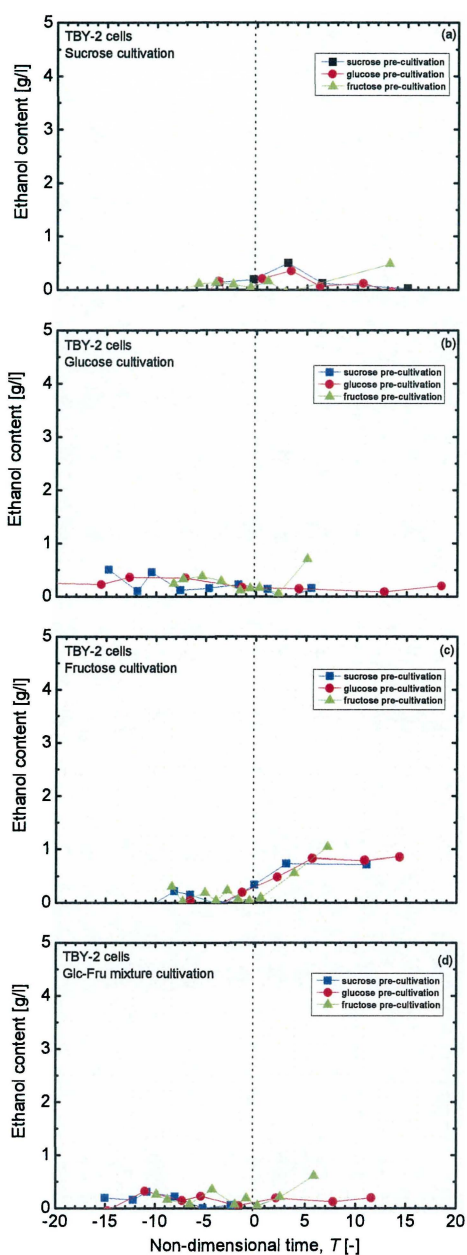 TBY-2 cells
Sucrose cultivation
(a)
sucrose pre-cultivation
glucose pre-cultivation
fructose pre-cultivation
Ethanol content [g/l]
5
4
3
2
1
0
TBY-2 cells
Glucose cultivation
(b)
sucrose pre-cultivation
glucose pre-cultivation
fructose pre-cultivation
Ethanol content [g/l]
5
4
3
2
1
0
TBY-2 cells
Fructose cultivation
(c)
sucrose pre-cultivation
glucose pre-cultivation
fructose pre-cultivation
Ethanol content [g/l]
5
4
3
2
1
0
TBY-2 cells
Glc-Fru mixture cultivation
(d)
sucrose pre-cultivation
glucose pre-cultivation
fructose pre-cultivation
Ethanol content [g/l]
5
4
3
2
1
0
-20 -15 -10 -5 0 5 10 15 20
Non-dimensional time, T [-]